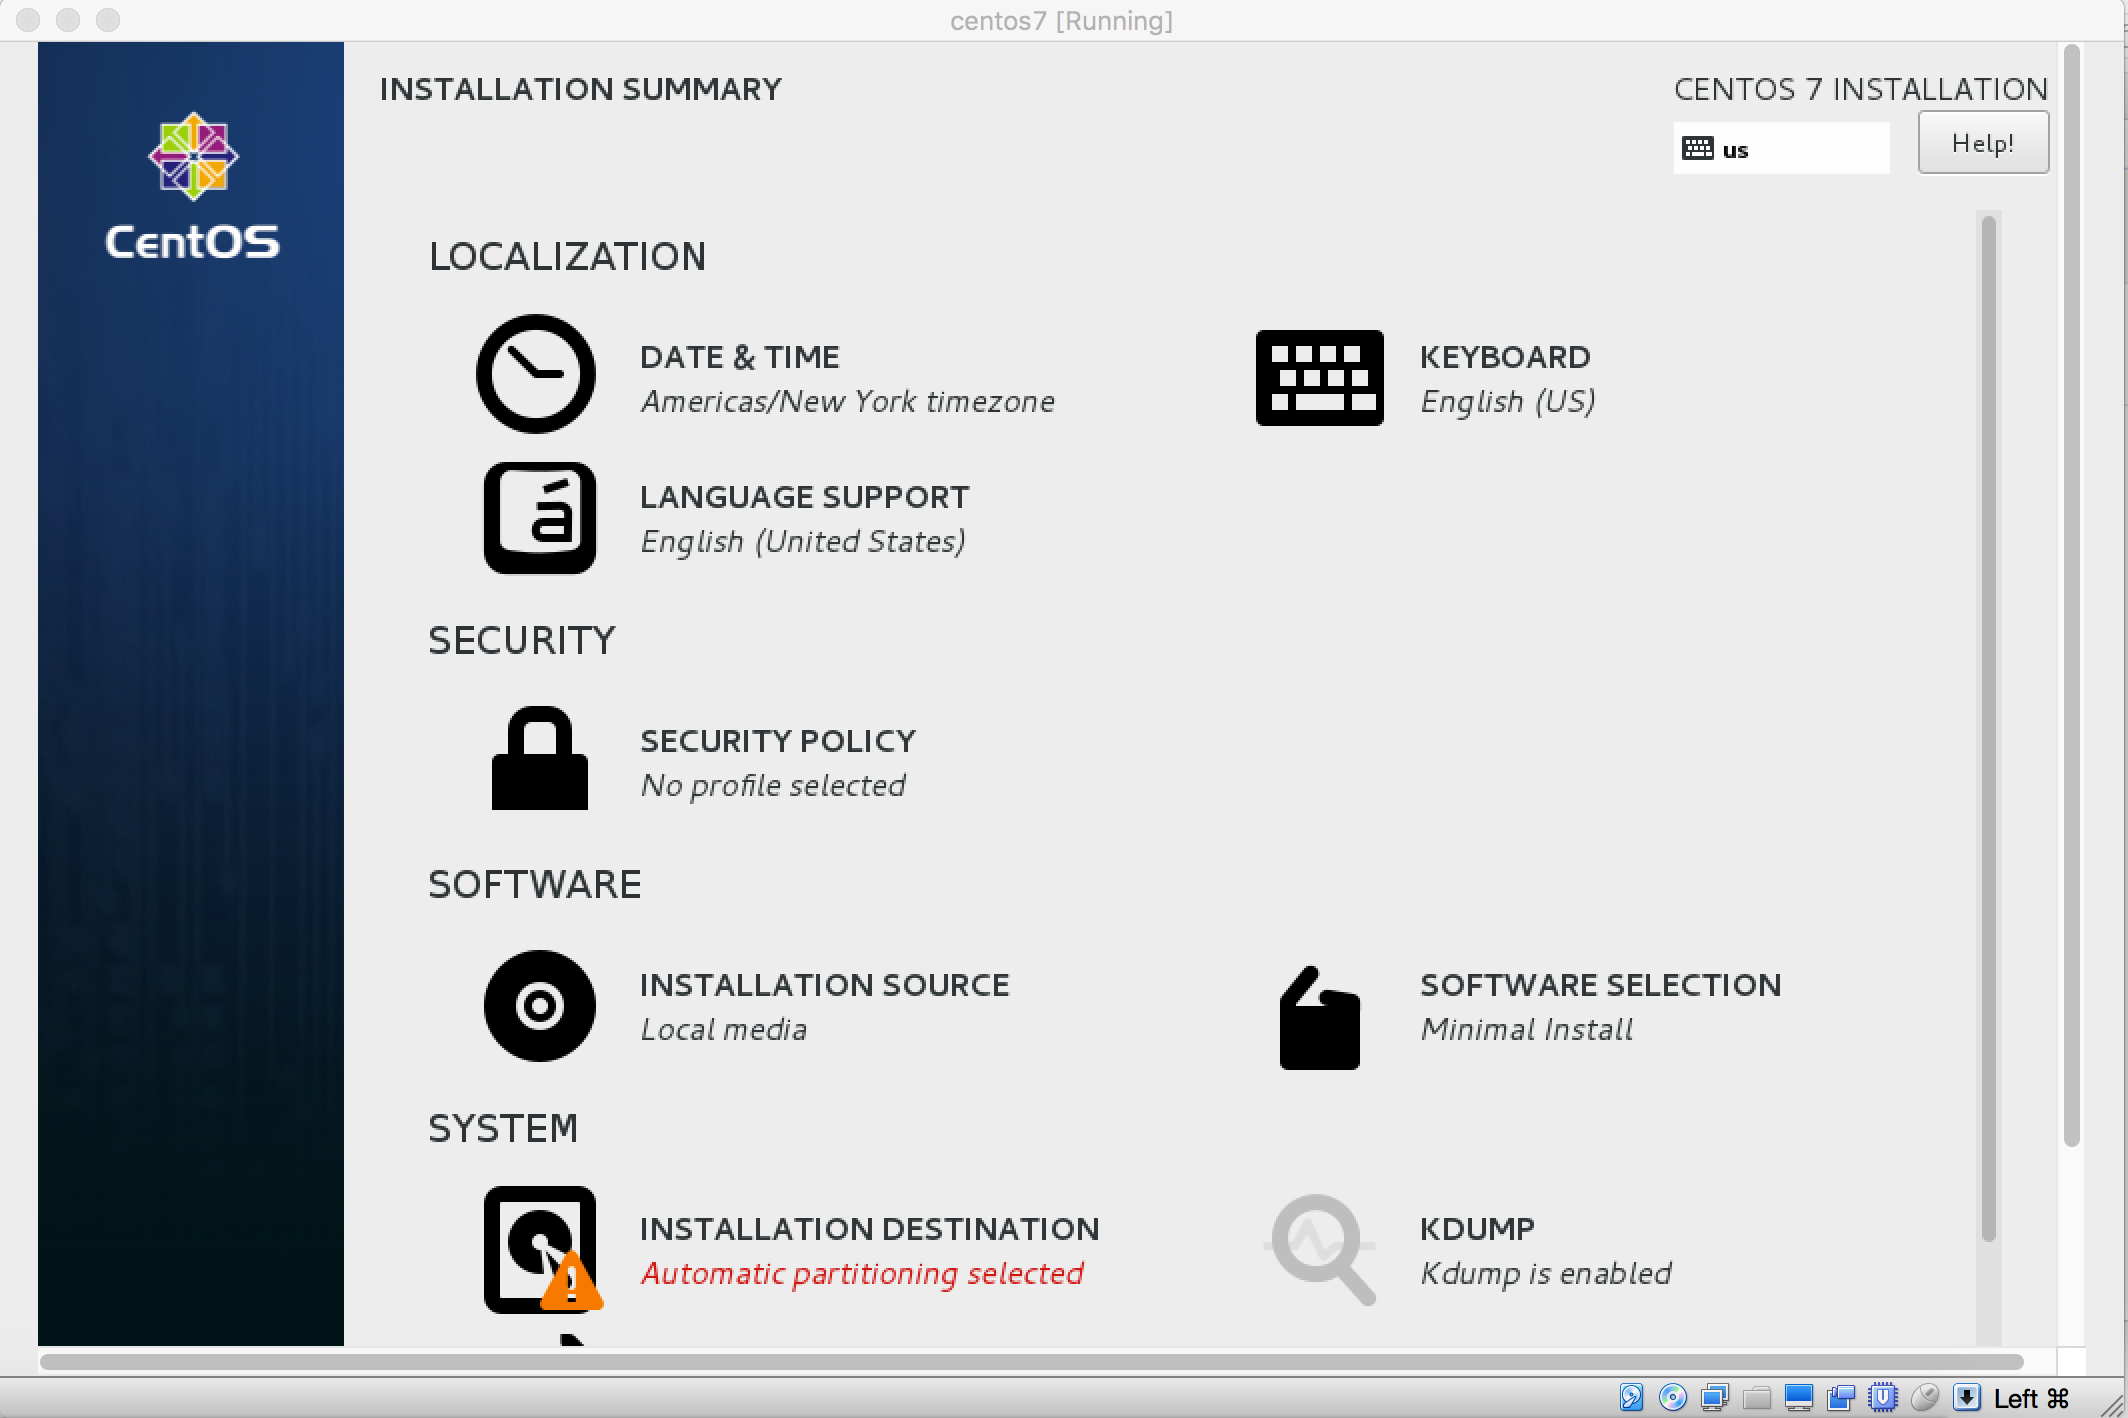 centos7 [Running]
CentOS
INSTALLATION SUMMARY
CENTOS 7 INSTALLATION
us
Help!
LOCALIZATION
DATE & TIME
Americas/New York timezone
KEYBOARD
English (US)
á
LANGUAGE SUPPORT
English (United States)
SECURITY
SECURITY POLICY
No profile selected
SOFTWARE
INSTALLATION SOURCE
Local media
SOFTWARE SELECTION
Minimal Install
SYSTEM
INSTALLATION DESTINATION
Automatic partitioning selected
KDUMP
Kdump is enabled
Left ⌘